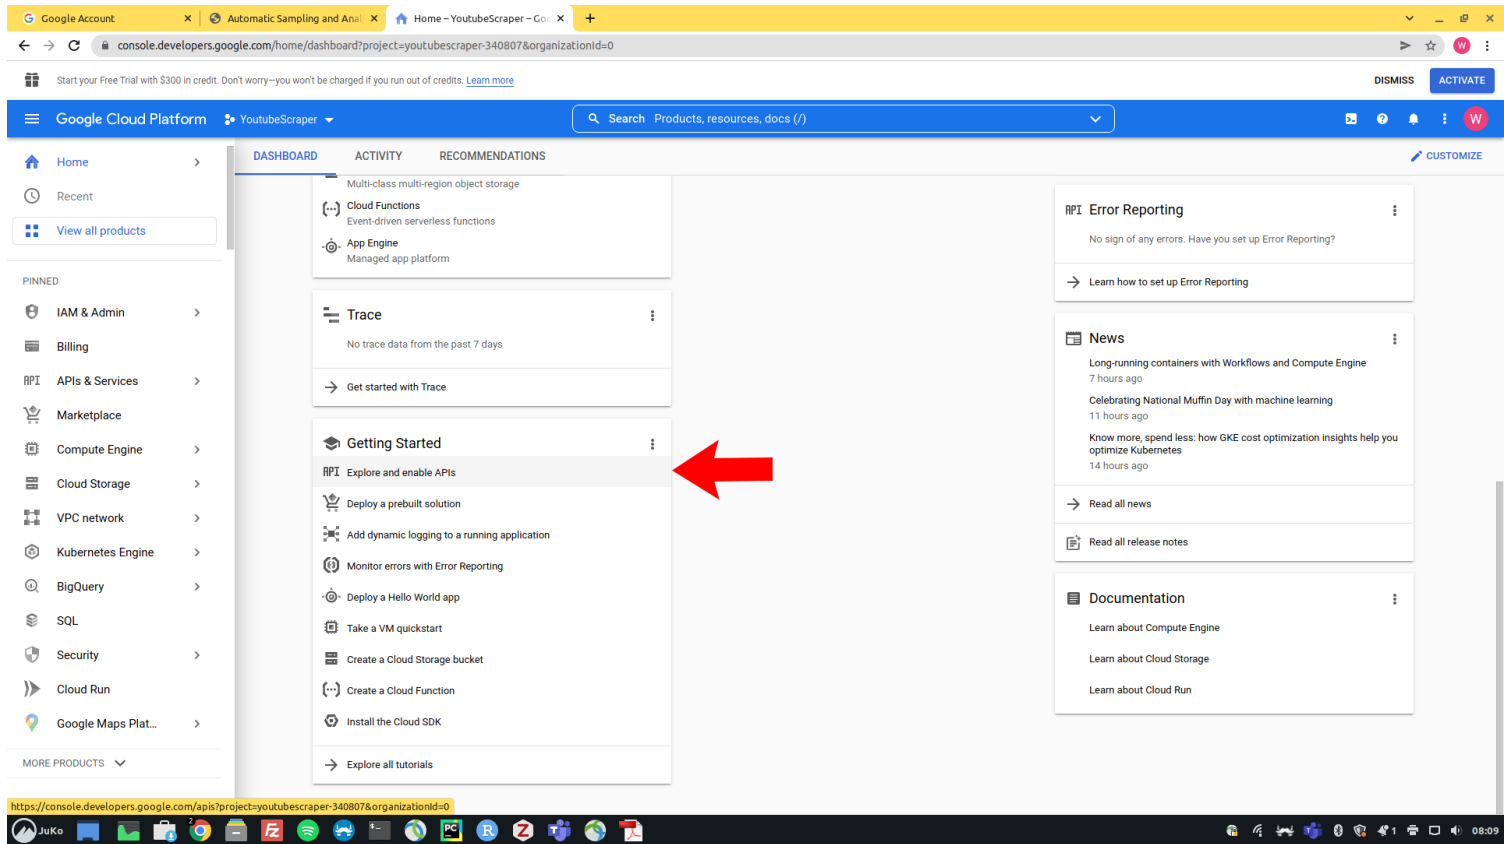 Google Account
Automatic Sampling and Anal
Home – YoutubeScraper – Goo
console.developers.google.com/home/dashboard?project=youtubescraper-340807&organizationId=0
W
Start your Free Trial with $300 in credit. Don't worry—you won't be charged if you run out of credits. Learn more
DISMISS
ACTIVATE
Google Cloud Platform
YoutubeScraper
Search Products, resources, docs (/)
W
Home
Recent
View all products
PINNED
IAM & Admin
Billing
API APIs & Services
Marketplace
Compute Engine
Cloud Storage
VPC network
Kubernetes Engine
BigQuery
SQL
Security
Cloud Run
Google Maps Plat...
MORE PRODUCTS
DASHBOARD
ACTIVITY
RECOMMENDATIONS
CUSTOMIZE
Multi-class multi-region object storage
Cloud Functions
Event-driven serverless functions
App Engine
Managed app platform
Trace
No trace data from the past 7 days
Get started with Trace
Getting Started
API Explore and enable APIs
Deploy a prebuilt solution
Add dynamic logging to a running application
Monitor errors with Error Reporting
Deploy a Hello World app
Take a VM quickstart
Create a Cloud Storage bucket
Create a Cloud Function
Install the Cloud SDK
Explore all tutorials
API Error Reporting
No sign of any errors. Have you set up Error Reporting?
Learn how to set up Error Reporting
News
Long-running containers with Workflows and Compute Engine
7 hours ago
Celebrating National Muffin Day with machine learning
11 hours ago
Know more, spend less: how GKE cost optimization insights help you
optimize Kubernetes
14 hours ago
Read all news
Read all release notes
Documentation
Learn about Compute Engine
Learn about Cloud Storage
Learn about Cloud Run
https://console.developers.google.com/apis?project=youtubescraper-340807&organizationId=0
JuKo
2
PC
R
Z
1
08:09